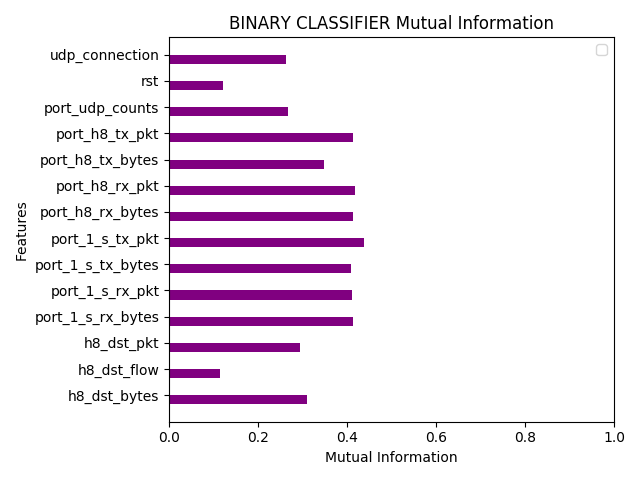 BINARY CLASSIFIER Mutual Information
udp_connection
rst
port_udp_counts
port_h8_tx_pkt
port_h8_tx_bytes
port_h8_rx_pkt
port_h8_rx_bytes
port_1_s_tx_pkt
port_1_s_tx_bytes
port_1_s_rx_pkt
port_1_s_rx_bytes
h8_dst_pkt
h8_dst_flow
h8_dst_bytes
Features
0.0 0.2 0.4 0.6 0.8 1.0
Mutual Information